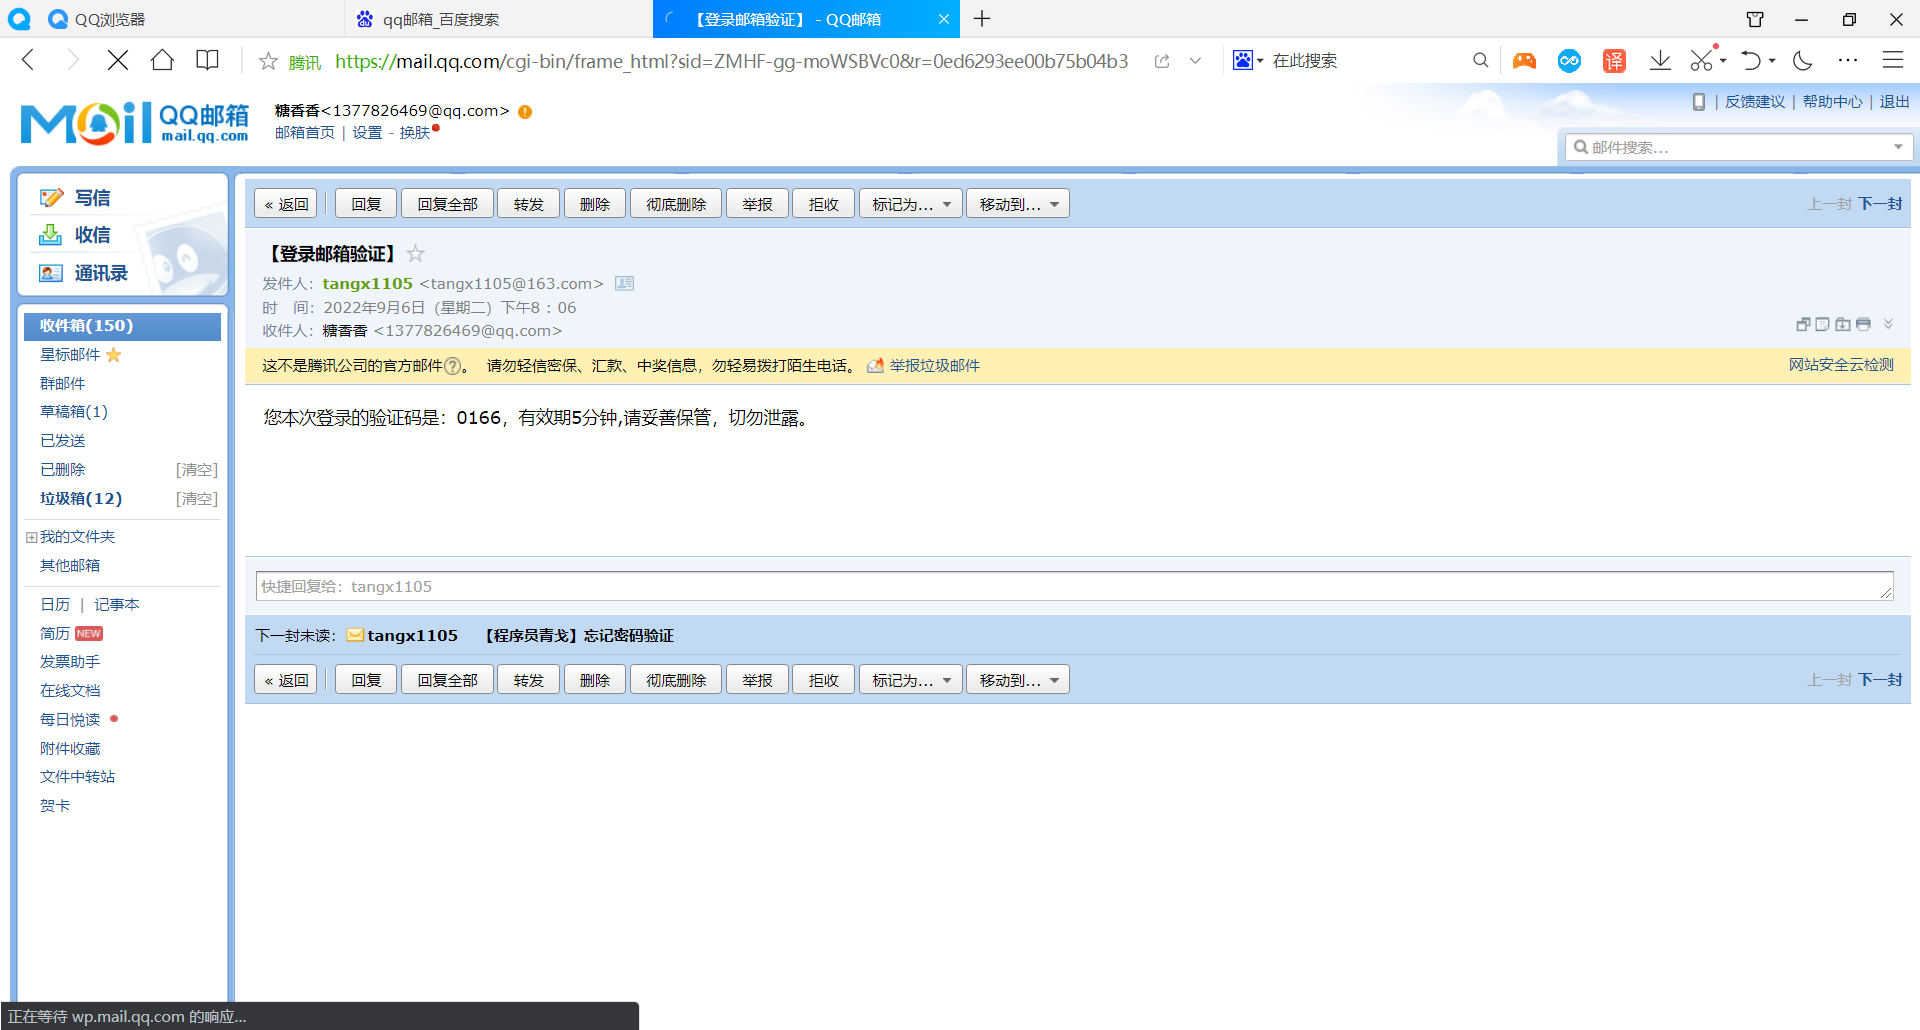 QQ浏览器
qq邮箱_百度搜索
【登录邮箱验证】 - QQ邮箱
腾讯 https://mail.qq.com/cgi-bin/frame_html?sid=ZMHF-gg-moWSBVc0&r=0ed6293ee00b75b04b3
在此搜索
译
Mail QQ邮箱
mail.qq.com
糖香香<1377826469@qq.com>
邮箱首页 | 设置 - 换肤
| 反馈建议 | 帮助中心 | 退出
邮件搜索...
写信
收信
通讯录
收件箱(150)
星标邮件
群邮件
草稿箱(1)
已发送
已删除 [清空]
垃圾箱(12) [清空]
我的文件夹
其他邮箱
日历 | 记事本
简历 NEW
发票助手
在线文档
每日悦读
附件收藏
文件中转站
贺卡
« 返回 回复 回复全部 转发 删除 彻底删除 举报 拒收 标记为... 移动到... 上一封 下一封
【登录邮箱验证】
发件人：tangx1105 <tangx1105@163.com>
时 间：2022年9月6日（星期二）下午8：06
收件人：糖香香 <1377826469@qq.com>
这不是腾讯公司的官方邮件?。 请勿轻信密保、汇款、中奖信息，勿轻易拨打陌生电话。 举报垃圾邮件 网站安全云检测
您本次登录的验证码是：0166，有效期5分钟,请妥善保管，切勿泄露。
快捷回复给：tangx1105
下一封未读：tangx1105 【程序员青戈】忘记密码验证
« 返回 回复 回复全部 转发 删除 彻底删除 举报 拒收 标记为... 移动到... 上一封 下一封
正在等待 wp.mail.qq.com 的响应...